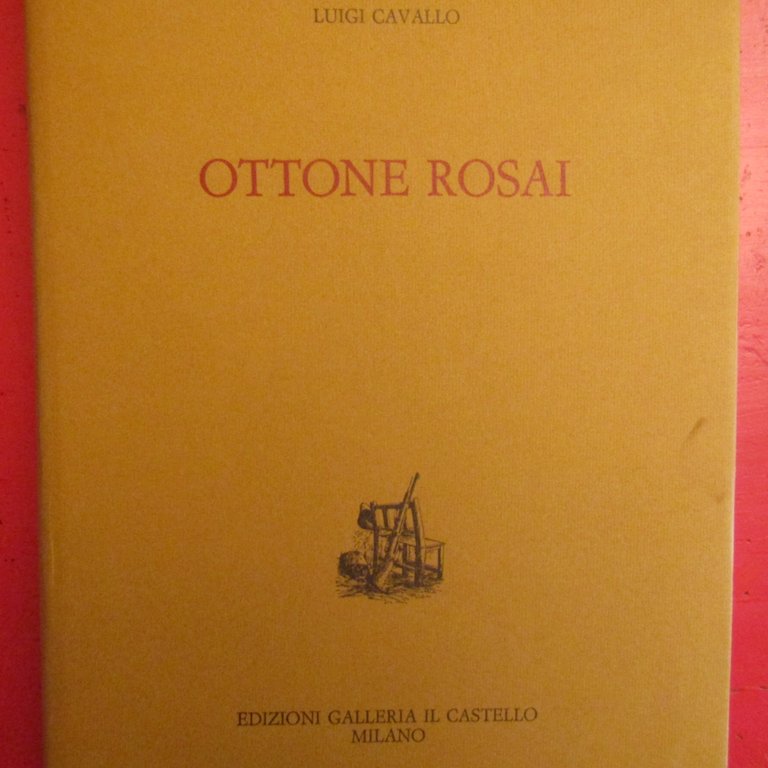 LUIGI CAVALLO
OTTONE ROSAI
EDIZIONI GALLERIA IL CASTELLO
MILANO